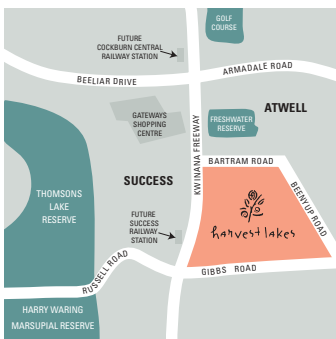 GOLF
COURSE
FUTURE
COCKBURN CENTRAL
RAILWAY STATION
BEELIAR DRIVE
ARMADALE ROAD
ATWELL
GATEWAYS
SHOPPING
CENTRE
FRESHWATER
RESERVE
KWINANA FREEWAY
BARTRAM ROAD
SUCCESS
BEENYUP ROAD
THOMSONS
LAKE
RESERVE
FUTURE
SUCCESS
RAILWAY
STATION
harvest lakes
GIBBS ROAD
RUSSELL ROAD
HARRY WARING
MARSUPIAL RESERVE